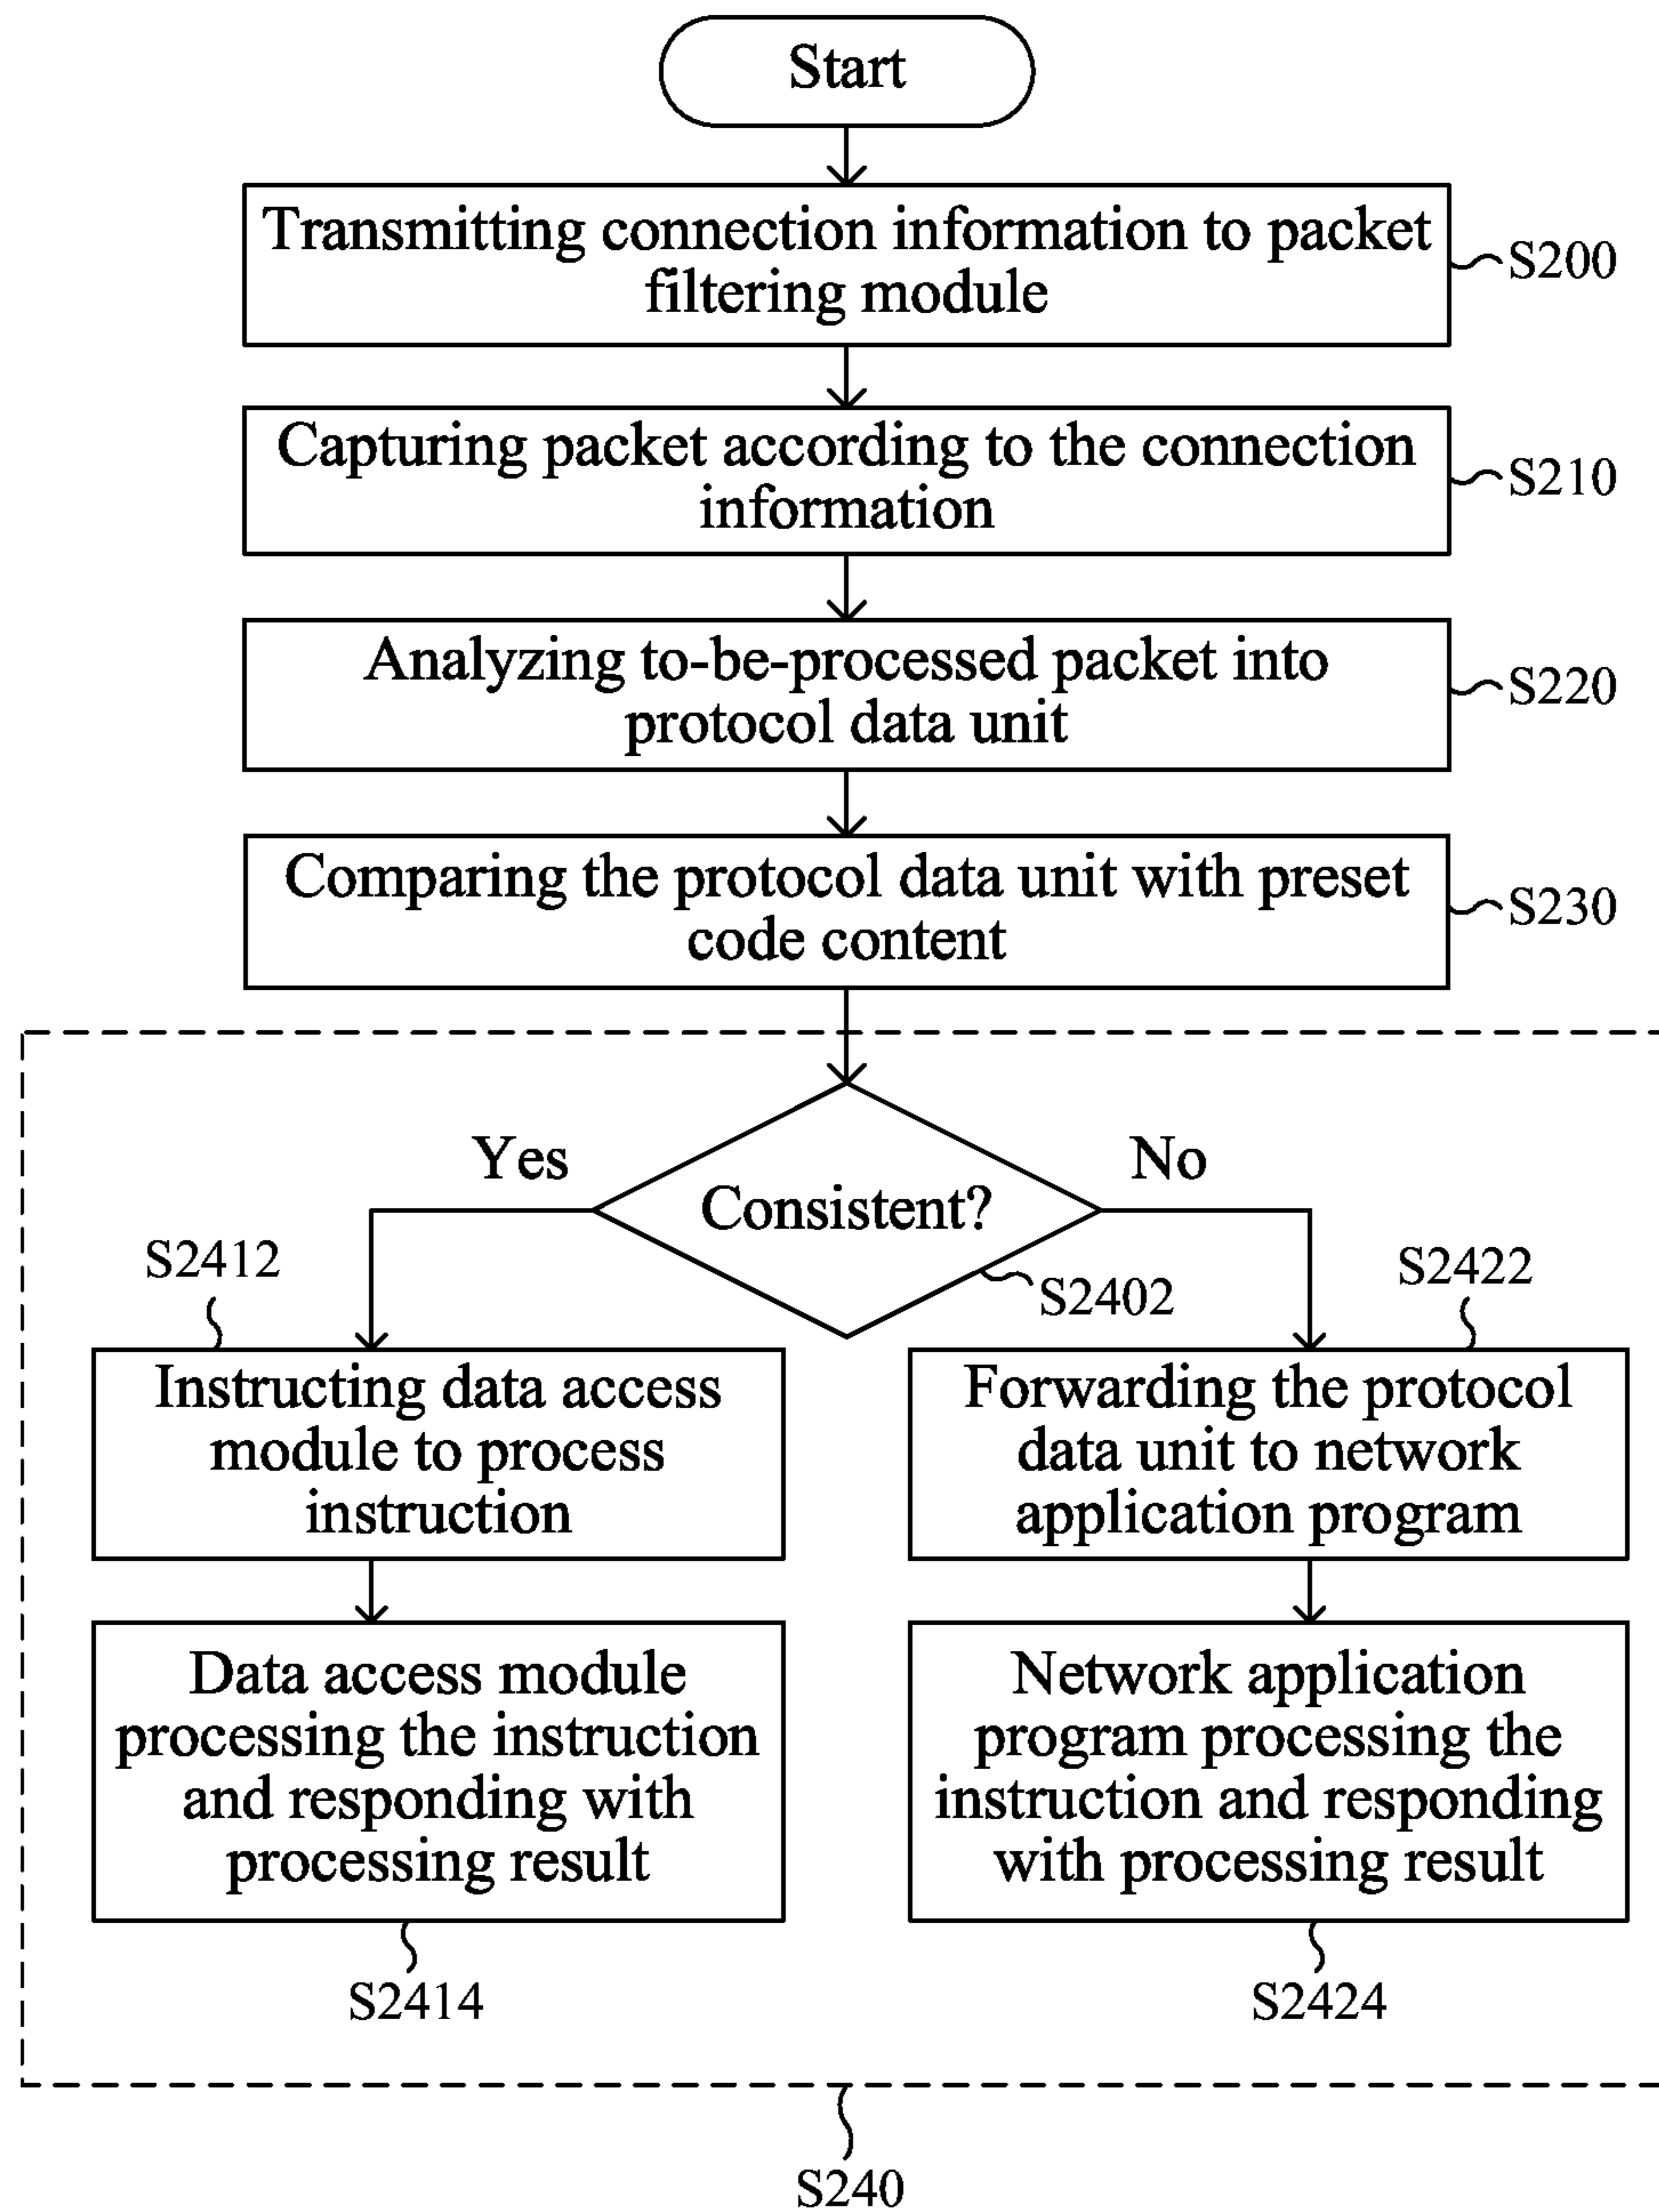 Start
Transmitting connection information to packet
filtering module
S200
Capturing packet according to the connection
information
S210
Analyzing to-be-processed packet into
protocol data unit
S220
Comparing the protocol data unit with preset
code content
S230
Yes
No
Consistent?
S2402
S2412
Instructing data access
module to process
instruction
S2422
Forwarding the protocol
data unit to network
application program
Data access module
processing the instruction
and responding with
processing result
S2414
Network application
program processing the
instruction and responding
with processing result
S2424
S240